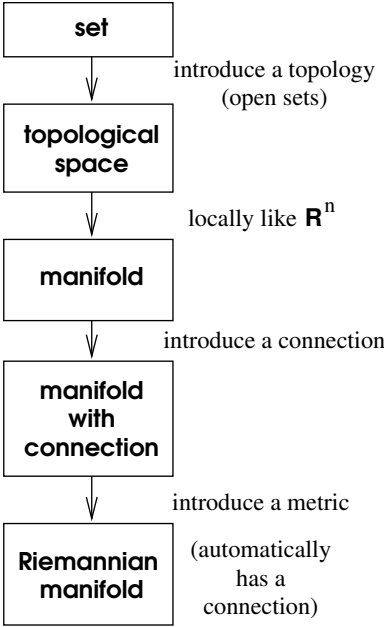 set
introduce a topology
(open sets)
topological
space
locally like R^n
manifold
introduce a connection
manifold
with
connection
introduce a metric
Riemannian
manifold
(automatically
has a
connection)